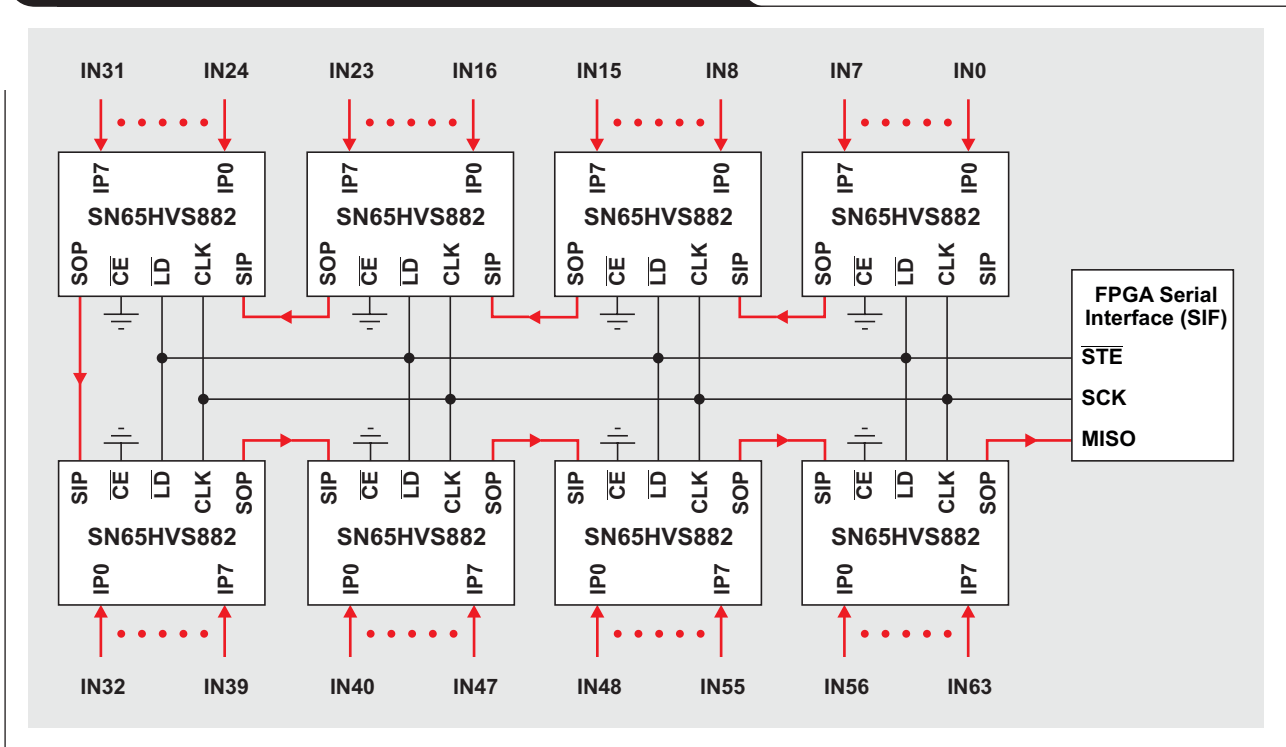 IN31 IN24 IN23 IN16 IN15 IN8 IN7 IN0
IP7 IP0 IP7 IP0 IP7 IP0 IP7 IP0
SN65HVS882 SN65HVS882 SN65HVS882 SN65HVS882
SOP CE LD CLK SIP SOP CE LD CLK SIP SOP CE LD CLK SIP SOP CE LD CLK SIP
FPGA Serial
Interface (SIF)
STE
SCK
MISO
SIP CE LD CLK SOP SIP CE LD CLK SOP SIP CE LD CLK SOP SIP CE LD CLK SOP
SN65HVS882 SN65HVS882 SN65HVS882 SN65HVS882
IP0 IP7 IP0 IP7 IP0 IP7 IP0 IP7
IN32 IN39 IN40 IN47 IN48 IN55 IN56 IN63